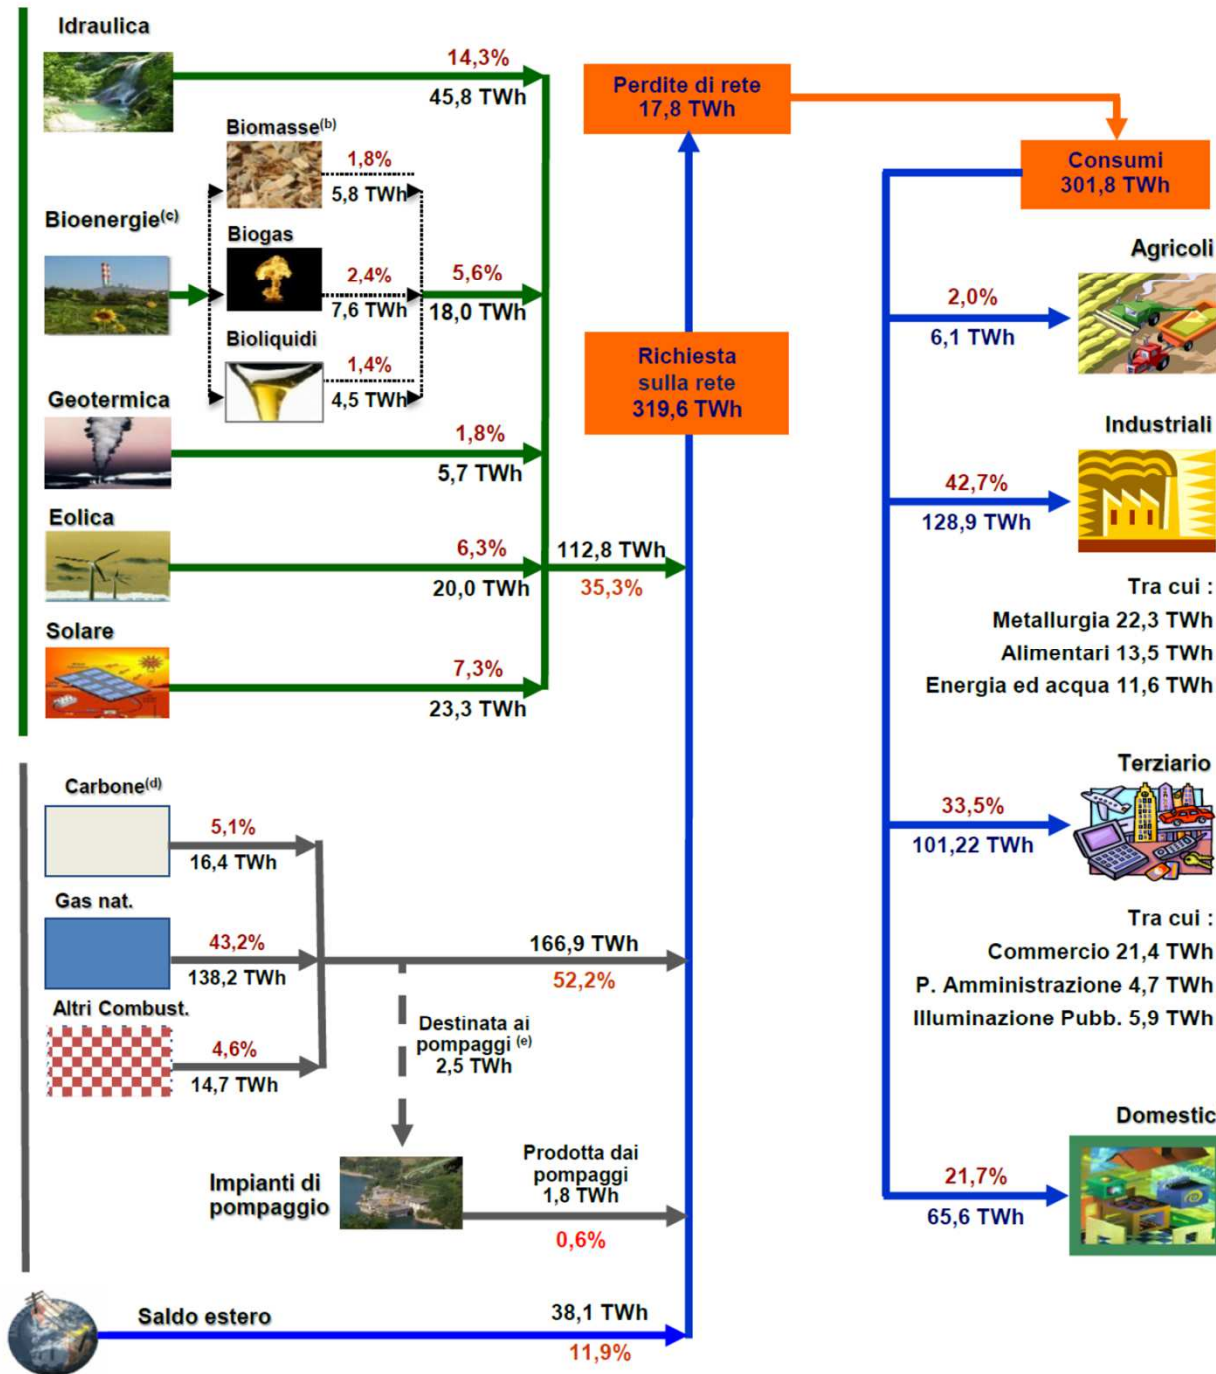 Idraulica
14,3%
45,8 TWh
Biomasse(b)
1,8%
5,8 TWh
Bioenergie(c)
Biogas
2,4%
7,6 TWh
5,6%
18,0 TWh
Bioliquidi
1,4%
4,5 TWh
Geotermica
1,8%
5,7 TWh
Eolica
6,3%
20,0 TWh
112,8 TWh
35,3%
Solare
7,3%
23,3 TWh
Carbone(d)
5,1%
16,4 TWh
Gas nat.
43,2%
138,2 TWh
166,9 TWh
52,2%
Altri Combust.
4,6%
14,7 TWh
Destinata ai
pompaggi (e)
2,5 TWh
Impianti di
pompaggio
Prodotta dai
pompaggi
1,8 TWh
0,6%
Saldo estero
38,1 TWh
11,9%
Perdite di rete
17,8 TWh
Richiesta
sulla rete
319,6 TWh
Consumi
301,8 TWh
Agricoli
2,0%
6,1 TWh
Industriali
42,7%
128,9 TWh
Tra cui :
Metallurgia 22,3 TWh
Alimentari 13,5 TWh
Energia ed acqua 11,6 TWh
Terziario
33,5%
101,22 TWh
Tra cui :
Commercio 21,4 TWh
P. Amministrazione 4,7 TWh
Illuminazione Pubb. 5,9 TWh
Domestic
21,7%
65,6 TWh